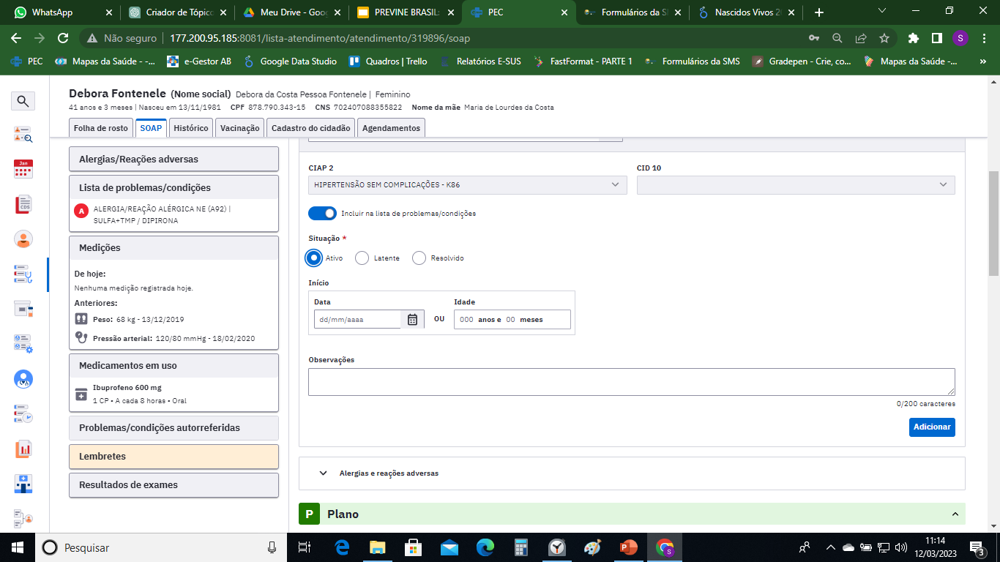 WhatsApp
Criador de Tópico
Meu Drive - Goog
PREVINE BRASIL:
PEC
Formulários da S
Nascidos Vivos 2
Não seguro
177.200.95.185:8081/lista-atendimento/atendimento/319896/soap
S
PEC
Mapas da Saúde - -...
e-Gestor AB
Google Data Studio
Quadros | Trello
Relatórios E-SUS
FastFormat - PARTE 1
Formulários da SMS
Gradepen - Crie, co...
Mapas da Saúde -...
»
Debora Fontenele (Nome social) Debora da Costa Pessoa Fontenele | Feminino
41 anos e 3 meses | Nasceu em 13/11/1981 CPF 878.790.343-15 CNS 702407088355822 Nome da mãe Maria de Lourdes da Costa
Folha de rosto
SOAP
Histórico
Vacinação
Cadastro do cidadão
Agendamentos
Jan
CDS
Alergias/Reações adversas
Lista de problemas/condições
A
ALERGIA/REAÇÃO ALÉRGICA NE (A92) |
SULFA+TMP / DIPIRONA
Medições
De hoje:
Nenhuma medição registrada hoje.
Anteriores:
Peso: 68 kg - 13/12/2019
Pressão arterial: 120/80 mmHg - 18/02/2020
Medicamentos em uso
Ibuprofeno 600 mg
1 CP • A cada 8 horas • Oral
Problemas/condições autorreferidas
Lembretes
Resultados de exames
CIAP 2
HIPERTENSÃO SEM COMPLICAÇÕES - K86
CID 10
Incluir na lista de problemas/condições
Situação *
Ativo
Latente
Resolvido
Início
Data
dd/mm/aaaa
OU
Idade
000 anos e 00 meses
Observações
0/200 caracteres
Adicionar
Alergias e reações adversas
P
Plano
Pesquisar
11:14
12/03/2023
3